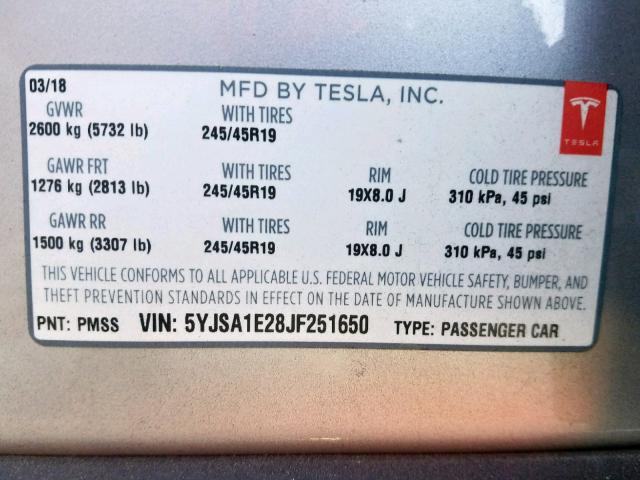 03/18 MFD BY TESLA, INC.
GVWR WITH TIRES
2600 kg (5732 lb) 245/45R19
TESLA
GAWR FRT WITH TIRES RIM COLD TIRE PRESSURE
1276 kg (2813 lb) 245/45R19 19X8.0 J 310 kPa, 45 psi
GAWR RR WITH TIRES RIM COLD TIRE PRESSURE
1500 kg (3307 lb) 245/45R19 19X8.0 J 310 kPa, 45 psi
THIS VEHICLE CONFORMS TO ALL APPLICABLE U.S. FEDERAL MOTOR VEHICLE SAFETY, BUMPER, AND
THEFT PREVENTION STANDARDS IN EFFECT ON THE DATE OF MANUFACTURE SHOWN ABOVE.
PNT: PMSS VIN: 5YJSA1E28JF251650 TYPE: PASSENGER CAR